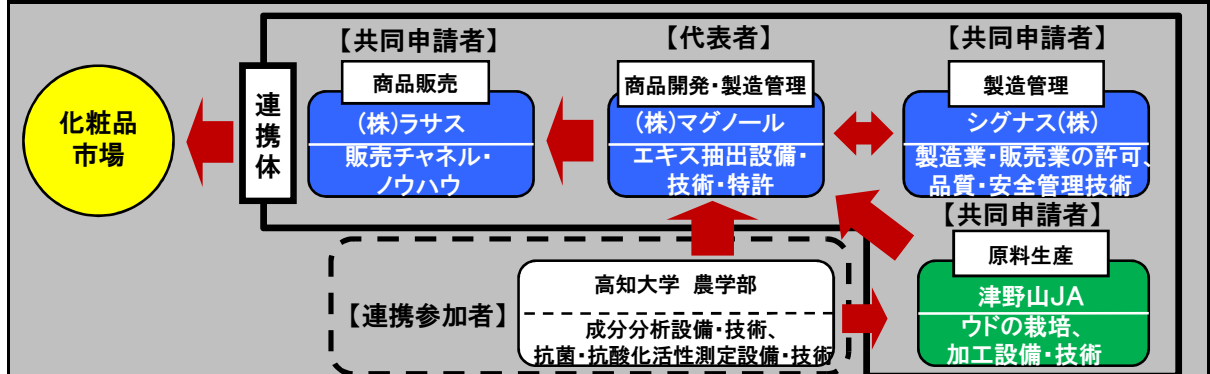 【共同申請者】
【代表者】
【共同申請者】
化粧品
市場
連
携
体
商品販売
(株)ラサス
販売チャネル・
ノウハウ
商品開発・製造管理
(株)マグノール
エキス抽出設備・
技術・特許
製造管理
シグナス(株)
製造業・販売業の許可、
品質・安全管理技術
【共同申請者】
原料生産
津野山JA
ウドの栽培、
加工設備・技術
【連携参加者】
高知大学 農学部
成分分析設備・技術、
抗菌・抗酸化活性測定設備・技術